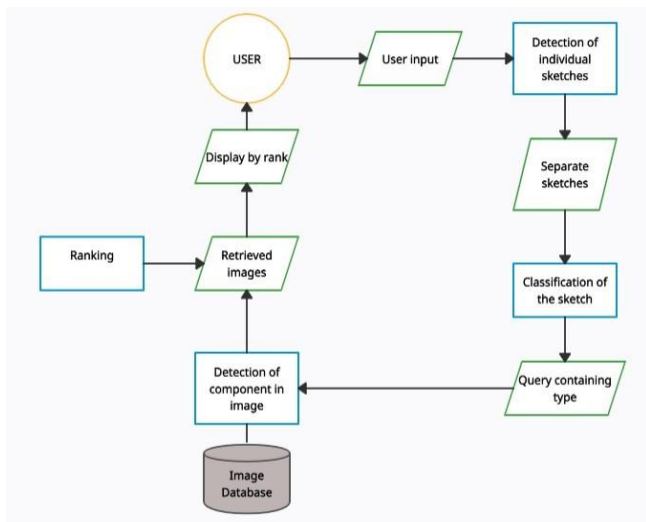 USER
User input
Detection of
individual
sketches
Separate
sketches
Classification of
the sketch
Query containing
type
Detection of
component in
image
Image
Database
Retrieved
images
Ranking
Display by rank